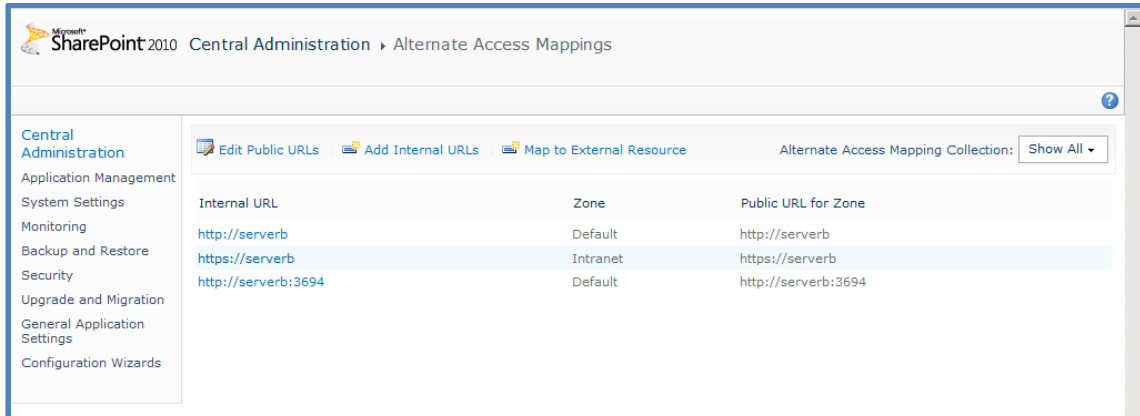 Microsoft
SharePoint 2010 Central Administration ▸ Alternate Access Mappings
Central
Administration
Application Management
System Settings
Monitoring
Backup and Restore
Security
Upgrade and Migration
General Application
Settings
Configuration Wizards
Edit Public URLs Add Internal URLs Map to External Resource Alternate Access Mapping Collection: Show All
Internal URL Zone Public URL for Zone
http://serverb Default http://serverb
https://serverb Intranet https://serverb
http://serverb:3694 Default http://serverb:3694